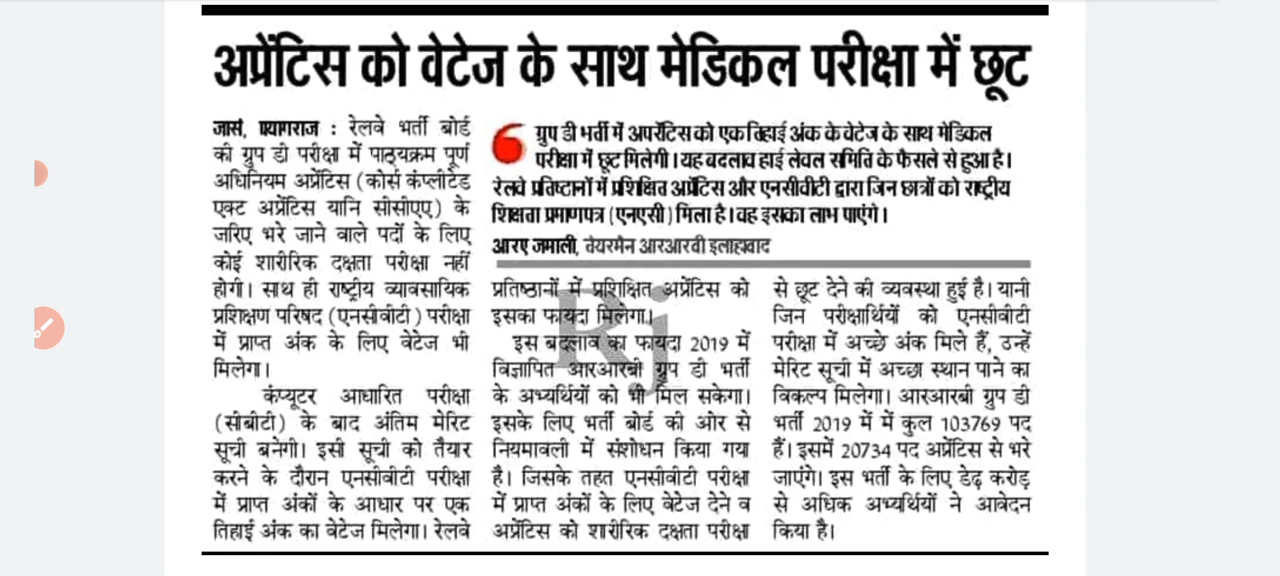 अप्रेंटिस को वेटेज के साथ मेडिकल परीक्षा में छूट
जासं, प्रयागराज : रेलवे भर्ती बोर्ड
की ग्रुप डी परीक्षा में पाठ्यक्रम पूर्ण
अधिनियम अप्रेंटिस (कोर्स कंप्लीटेड
एक्ट अप्रेंटिस यानि सीसीएए) के
जरिए भरे जाने वाले पदों के लिए
कोई शारीरिक दक्षता परीक्षा नहीं
होगी। साथ ही राष्ट्रीय व्यावसायिक
प्रशिक्षण परिषद (एनसीवीटी) परीक्षा
में प्राप्त अंक के लिए वेटेज भी
मिलेगा।
कंप्यूटर आधारित परीक्षा
(सीबीटी) के बाद अंतिम मेरिट
सूची बनेगी। इसी सूची को तैयार
करने के दौरान एनसीवीटी परीक्षा
में प्राप्त अंकों के आधार पर एक
तिहाई अंक का वेटेज मिलेगा। रेलवे
ग्रुप डी भर्ती में अपरेंटिस को एक तिहाई अंक के वेटेज के साथ मेडिकल
परीक्षा में छूट मिलेगी। यह बदलाव हाई लेवल समिति के फैसले से हुआ है।
रेलवे प्रतिष्टानों में प्रशिक्षित अप्रेंटिस और एनसीवीटी द्वारा जिन छात्रों को राष्ट्रीय
शिक्षता प्रमाणपत्र (एनएसी) मिला है। वह इसका लाभ पाएंगे।
आरए जमाली, चेयरमैन आरआरबी इलाहाबाद
प्रतिष्ठानों में प्रशिक्षित अप्रेंटिस को
इसका फायदा मिलेगा।
इस बदलाव का फायदा 2019 में
विज्ञापित आरआरबी ग्रुप डी भर्ती
के अभ्यर्थियों को भी मिल सकेगा।
इसके लिए भर्ती बोर्ड की ओर से
नियमावली में संशोधन किया गया
है। जिसके तहत एनसीवीटी परीक्षा
में प्राप्त अंकों के लिए वेटेज देने व
अप्रेंटिस को शारीरिक दक्षता परीक्षा
से छूट देने की व्यवस्था हुई है। यानी
जिन परीक्षार्थियों को एनसीवीटी
परीक्षा में अच्छे अंक मिले हैं, उन्हें
मेरिट सूची में अच्छा स्थान पाने का
विकल्प मिलेगा। आरआरबी ग्रुप डी
भर्ती 2019 में में कुल 103769 पद
हैं। इसमें 20734 पद अप्रेंटिस से भरे
जाएंगे। इस भर्ती के लिए डेढ़ करोड़
से अधिक अभ्यर्थियों ने आवेदन
किया है।
Rj